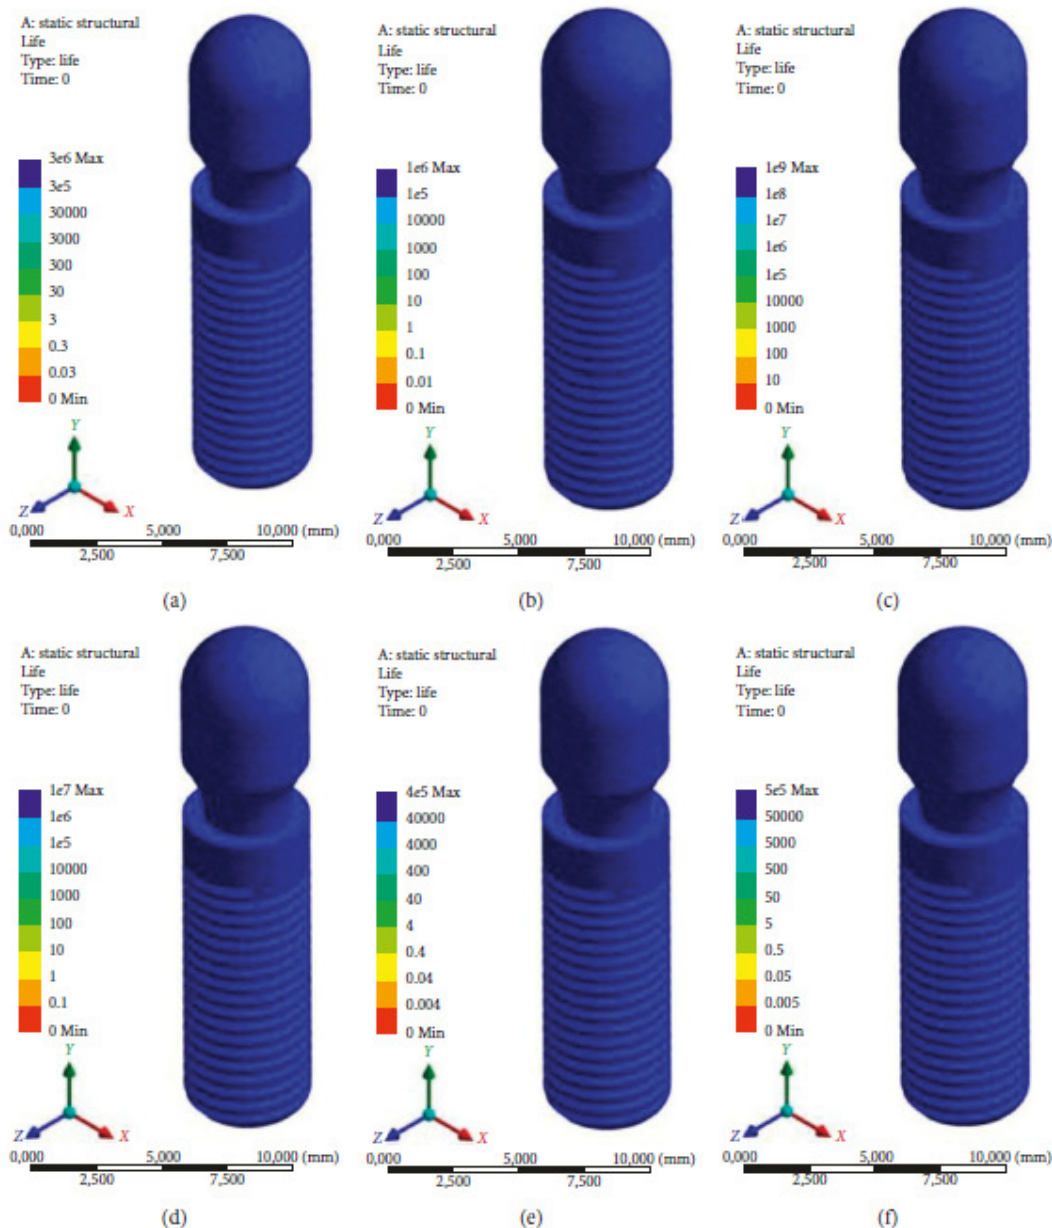 A: static structural
Life
Type: life
Time: 0
3e6 Max
3e5
30000
3000
300
30
3
0.3
0.03
0 Min
Y
Z
X
0,000
5,000
10,000 (mm)
2,500
7,500
(a)
A: static structural
Life
Type: life
Time: 0
1e6 Max
1e5
10000
1000
100
10
1
0.1
0.01
0 Min
Y
Z
X
0,000
5,000
10,000 (mm)
2,500
7,500
(b)
A: static structural
Life
Type: life
Time: 0
1e9 Max
1e8
1e7
1e6
1e5
10000
1000
100
10
0 Min
Y
Z
X
0,000
5,000
10,000 (mm)
2,500
7,500
(c)
A: static structural
Life
Type: life
Time: 0
1e7 Max
1e6
1e5
10000
1000
100
10
1
0.1
0 Min
Y
Z
X
0,000
5,000
10,000 (mm)
2,500
7,500
(d)
A: static structural
Life
Type: life
Time: 0
4e5 Max
40000
4000
400
40
4
0.4
0.04
0.004
0 Min
Y
Z
X
0,000
5,000
10,000 (mm)
2,500
7,500
(e)
A: static structural
Life
Type: life
Time: 0
5e5 Max
50000
5000
500
50
5
0.5
0.05
0.005
0 Min
Y
Z
X
0,000
5,000
10,000 (mm)
2,500
7,500
(f)